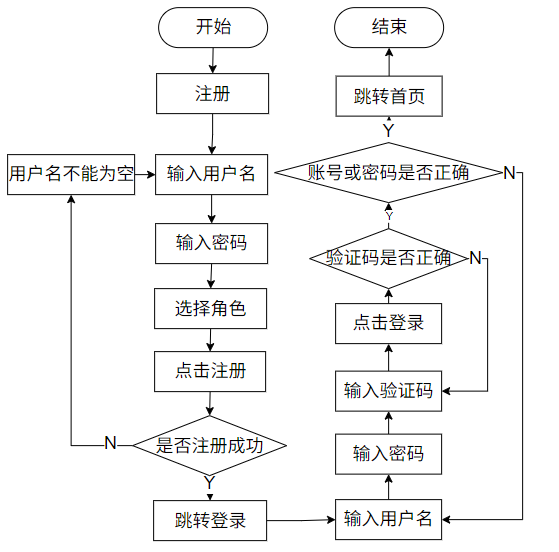 开始
注册
用户名不能为空
输入用户名
输入密码
选择角色
点击注册
是否注册成功
N
Y
跳转登录
结束
跳转首页
Y
账号或密码是否正确
N
Y
验证码是否正确
N
点击登录
输入验证码
输入密码
输入用户名